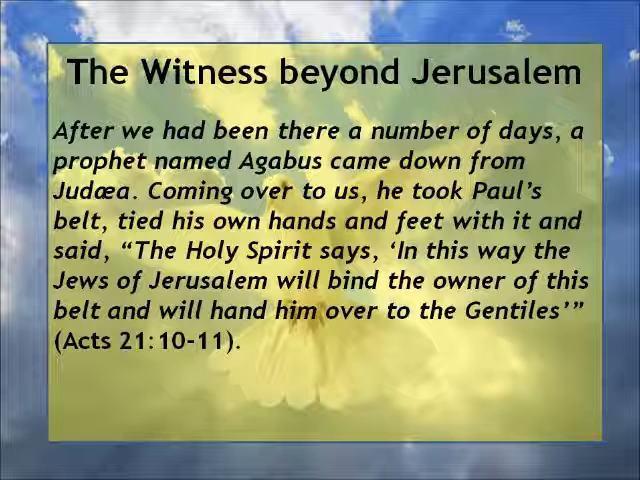 The Witness beyond Jerusalem
After we had been there a number of days, a
prophet named Agabus came down from
Judæa. Coming over to us, he took Paul’s
belt, tied his own hands and feet with it and
said, “The Holy Spirit says, ‘In this way the
Jews of Jerusalem will bind the owner of this
belt and will hand him over to the Gentiles’”
(Acts 21:10-11).